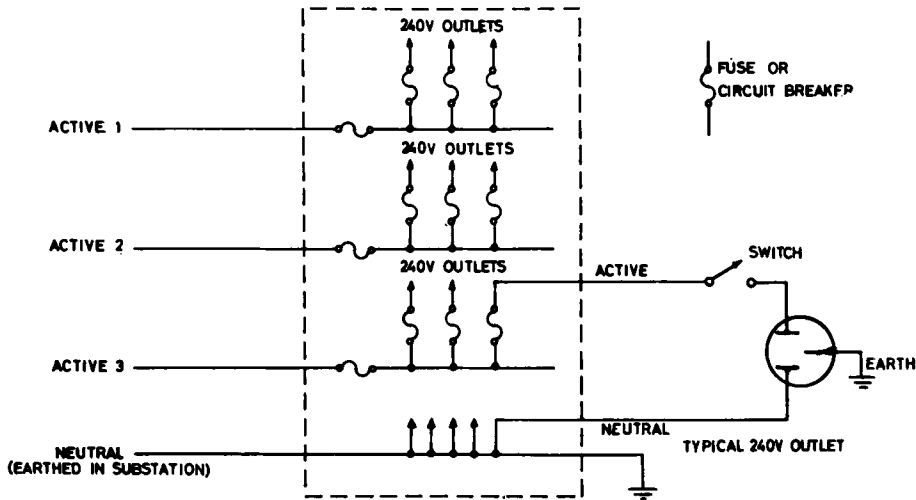 240V OUTLETS
FUSE OR
CIRCUIT BREAKER
ACTIVE 1
240V OUTLETS
ACTIVE 2
240V OUTLETS
ACTIVE
SWITCH
ACTIVE 3
EARTH
NEUTRAL
TYPICAL 240V OUTLET
NEUTRAL
(EARTHED IN SUBSTATION)